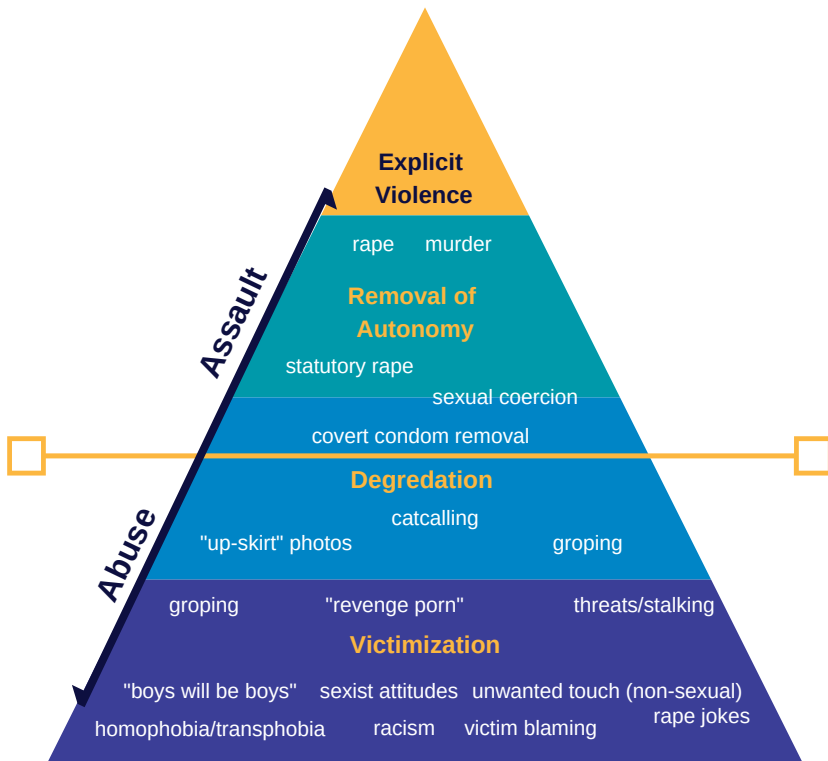 Explicit
Violence
rape murder
Removal of
Autonomy
Assault
statutory rape
sexual coercion
covert condom removal
Degredation
catcalling
"up-skirt" photos groping
Abuse
groping "revenge porn" threats/stalking
Victimization
"boys will be boys" sexist attitudes unwanted touch (non-sexual)
rape jokes
homophobia/transphobia racism victim blaming